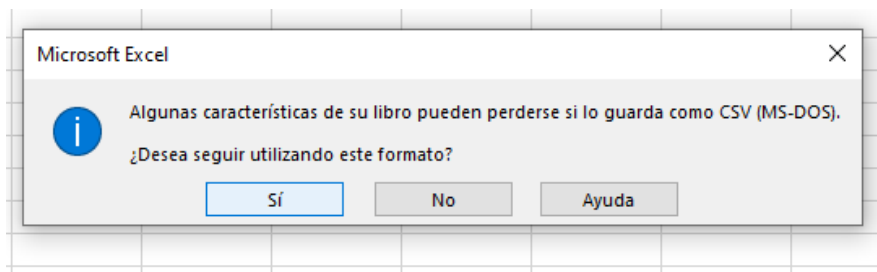 Microsoft Excel
Algunas características de su libro pueden perderse si lo guarda como CSV (MS-DOS).
¿Desea seguir utilizando este formato?
Sí No Ayuda